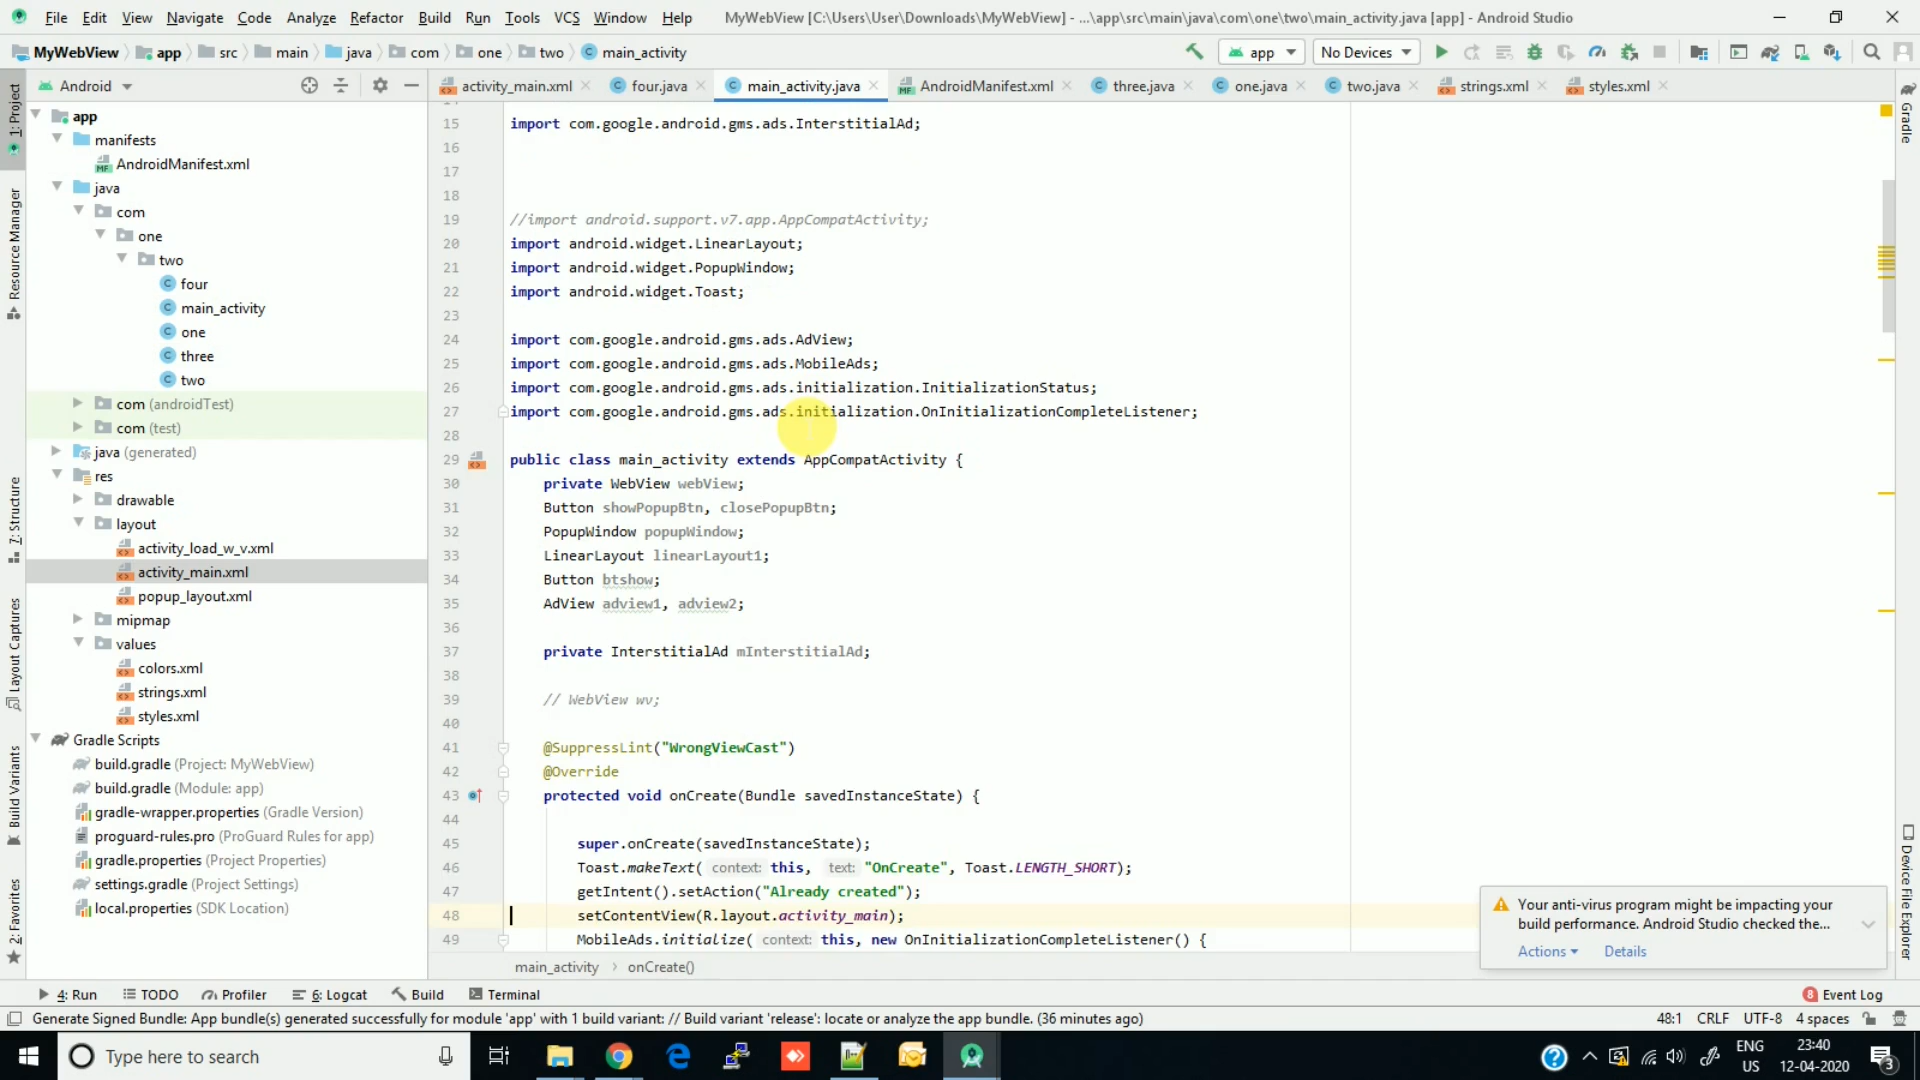 File Edit View Navigate Code Analyze Refactor Build Run Tools VCS Window Help MyWebView [C:\Users\User\Downloads\MyWebView] - ...\app\src\main\java\com\one\two\main_activity.java [app] - Android Studio
MyWebView app src main java com one two main_activity app No Devices
Android activity_main.xml four.java main_activity.java AndroidManifest.xml three.java one.java two.java strings.xml styles.xml
1: Project
Resource Manager
7: Structure
Layout Captures
Build Variants
2: Favorites
app
manifests
AndroidManifest.xml
java
com
one
two
four
main_activity
one
three
two
com (androidTest)
com (test)
java (generated)
res
drawable
layout
activity_load_w_v.xml
activity_main.xml
popup_layout.xml
mipmap
values
colors.xml
strings.xml
styles.xml
Gradle Scripts
build.gradle (Project: MyWebView)
build.gradle (Module: app)
gradle-wrapper.properties (Gradle Version)
proguard-rules.pro (ProGuard Rules for app)
gradle.properties (Project Properties)
settings.gradle (Project Settings)
local.properties (SDK Location)
15 import com.google.android.gms.ads.InterstitialAd;
16
17
18
19 //import android.support.v7.app.AppCompatActivity;
20 import android.widget.LinearLayout;
21 import android.widget.PopupWindow;
22 import android.widget.Toast;
23
24 import com.google.android.gms.ads.AdView;
25 import com.google.android.gms.ads.MobileAds;
26 import com.google.android.gms.ads.initialization.InitializationStatus;
27 import com.google.android.gms.ads.initialization.OnInitializationCompleteListener;
28
29 public class main_activity extends AppCompatActivity {
30 private WebView webView;
31 Button showPopupBtn, closePopupBtn;
32 PopupWindow popupWindow;
33 LinearLayout linearLayout1;
34 Button btshow;
35 AdView adview1, adview2;
36
37 private InterstitialAd mInterstitialAd;
38
39 // WebView wv;
40
41 @SuppressLint("WrongViewCast")
42 @Override
43 protected void onCreate(Bundle savedInstanceState) {
44
45 super.onCreate(savedInstanceState);
46 Toast.makeText( context: this, text: "OnCreate", Toast.LENGTH_SHORT);
47 getIntent().setAction("Already created");
48 setContentView(R.layout.activity_main);
49 MobileAds.initialize( context: this, new OnInitializationCompleteListener() {
main_activity › onCreate()
Gradle
Device File Explorer
Your anti-virus program might be impacting your
build performance. Android Studio checked the...
Actions Details
4: Run TODO Profiler 6: Logcat Build Terminal 8 Event Log
Generate Signed Bundle: App bundle(s) generated successfully for module 'app' with 1 build variant: // Build variant 'release': locate or analyze the app bundle. (36 minutes ago) 48:1 CRLF UTF-8 4 spaces
Type here to search
ENG
US
23:40
12-04-2020
3